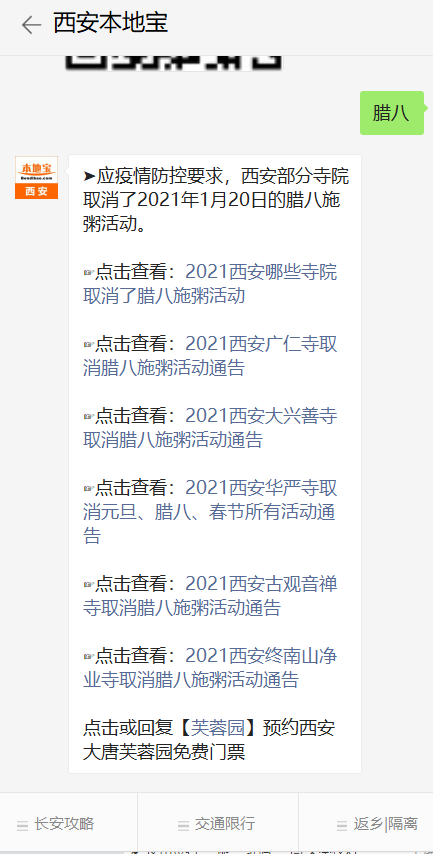 西安本地宝
腊八
本地宝
Bendibao.com
西 安
➤应疫情防控要求，西安部分寺院
取消了2021年1月20日的腊八施
粥活动。
☞点击查看：2021西安哪些寺院
取消了腊八施粥活动
☞点击查看：2021西安广仁寺取
消腊八施粥活动通告
☞点击查看：2021西安大兴善寺
取消腊八施粥活动通告
☞点击查看：2021西安华严寺取
消元旦、腊八、春节所有活动通
告
☞点击查看：2021西安古观音禅
寺取消腊八施粥活动通告
☞点击查看：2021西安终南山净
业寺取消腊八施粥活动通告
点击或回复【芙蓉园】预约西安
大唐芙蓉园免费门票
长安攻略
交通限行
返乡|隔离